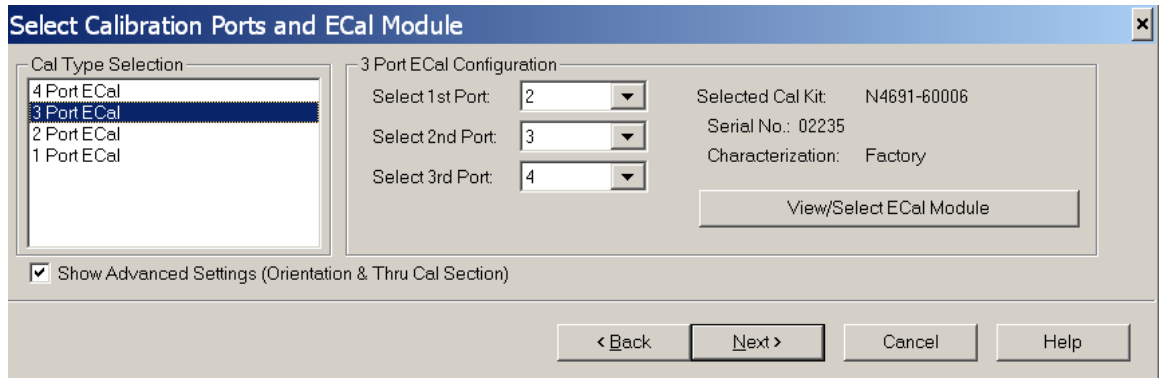 Select Calibration Ports and ECal Module
Cal Type Selection
4 Port ECal
3 Port ECal
2 Port ECal
1 Port ECal
3 Port ECal Configuration
Select 1st Port: 2
Select 2nd Port: 3
Select 3rd Port: 4
Selected Cal Kit: N4691-60006
Serial No.: 02235
Characterization: Factory
View/Select ECal Module
Show Advanced Settings (Orientation & Thru Cal Section)
< Back Next > Cancel Help